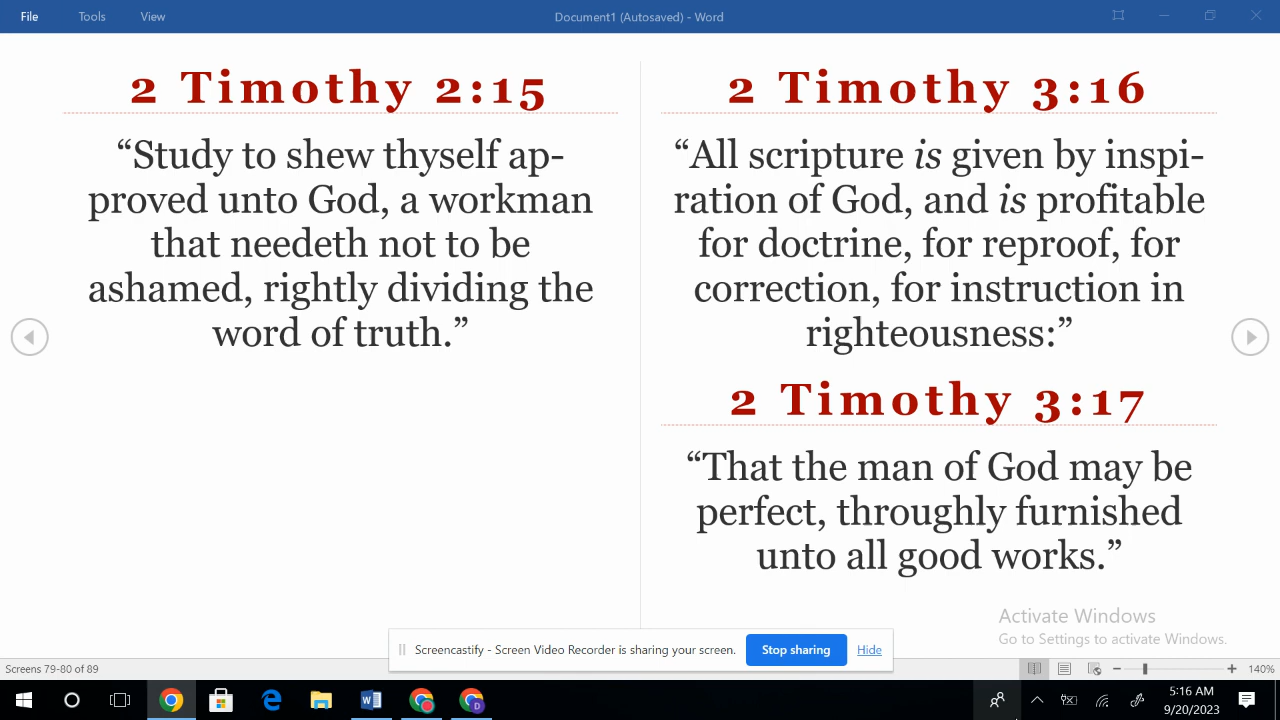 File Tools View Document1 (Autosaved) - Word
2 Timothy 2:15
“Study to shew thyself ap-
proved unto God, a workman
that needeth not to be
ashamed, rightly dividing the
word of truth.”
2 Timothy 3:16
“All scripture is given by inspi-
ration of God, and is profitable
for doctrine, for reproof, for
correction, for instruction in
righteousness:”
2 Timothy 3:17
“That the man of God may be
perfect, throughly furnished
unto all good works.”
Activate Windows
Go to Settings to activate Windows.
Screencastify - Screen Video Recorder is sharing your screen. Stop sharing Hide
Screens 79-80 of 89
140%
5:16 AM
9/20/2023